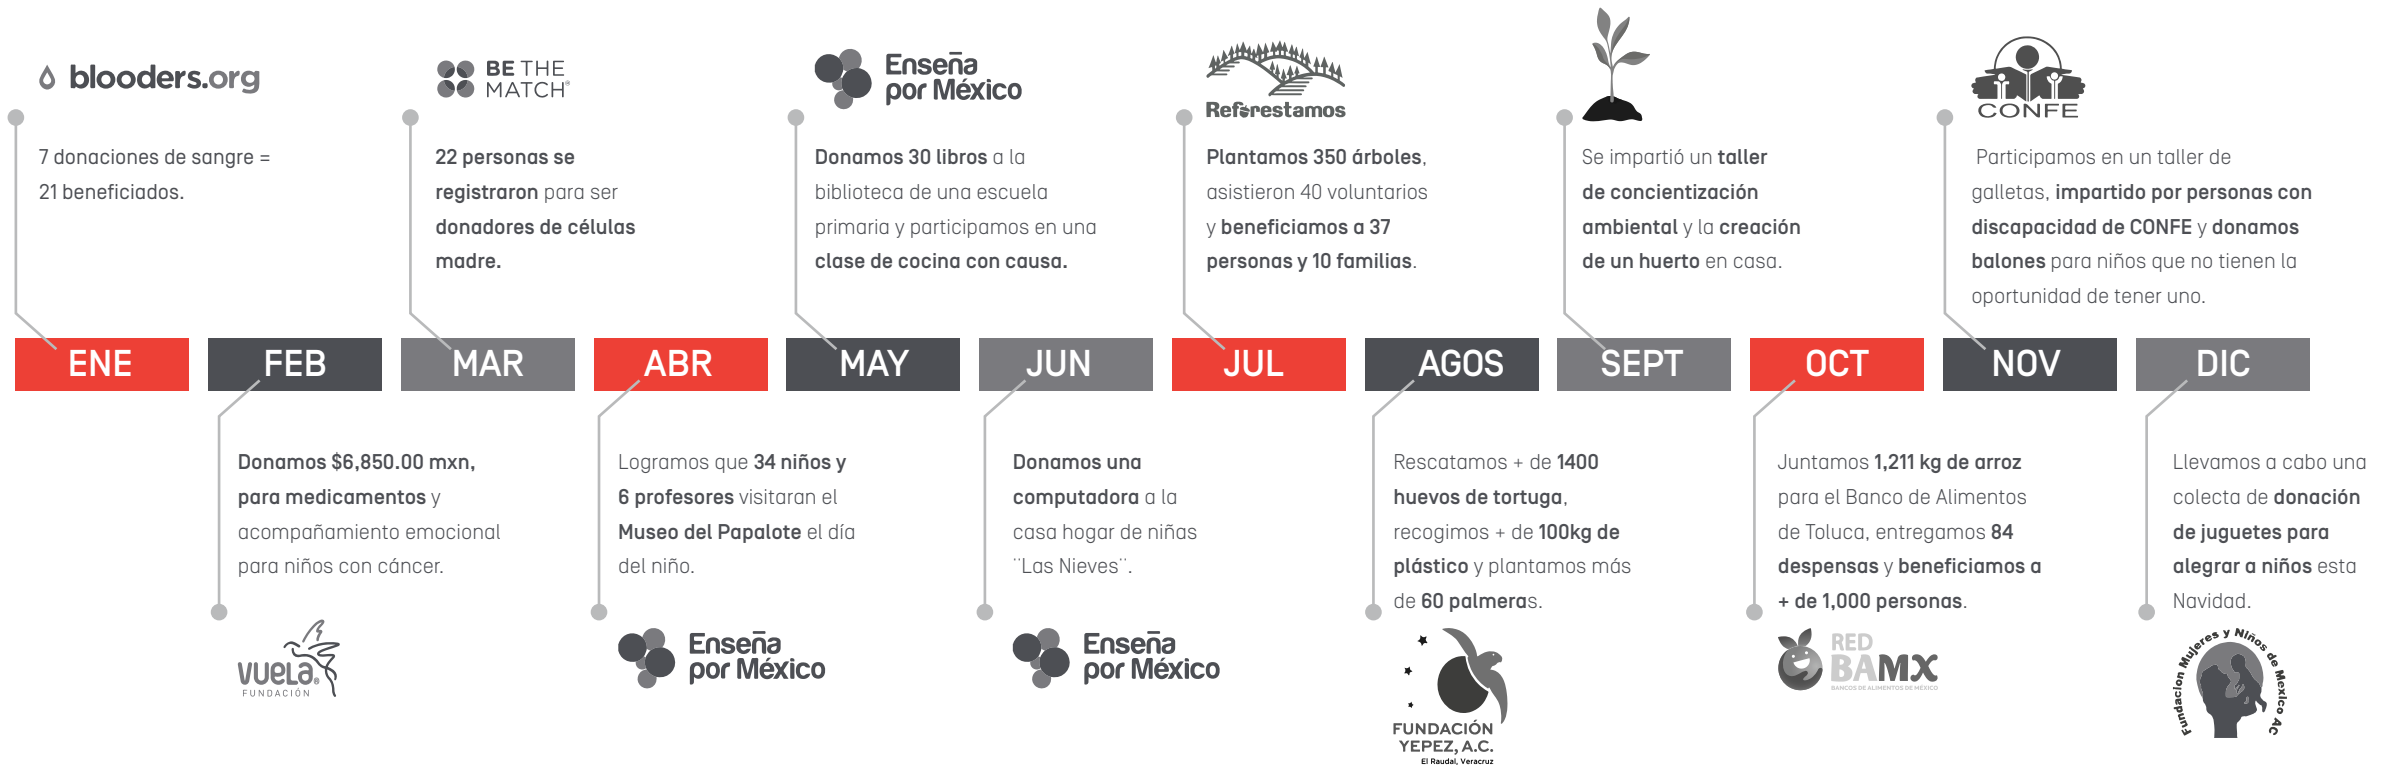 blooders.org
7 donaciones de sangre =
21 beneficiados.
BE THE
MATCH®
22 personas se
registraron para ser
donadores de células
madre.
Enseña
por México
Donamos 30 libros a la
biblioteca de una escuela
primaria y participamos en una
clase de cocina con causa.
Reforestamos
Plantamos 350 árboles,
asistieron 40 voluntarios
y beneficiamos a 37
personas y 10 familias.
Se impartió un taller
de concientización
ambiental y la creación
de un huerto en casa.
CONFE
Participamos en un taller de
galletas, impartido por personas con
discapacidad de CONFE y donamos
balones para niños que no tienen la
oportunidad de tener uno.
ENE
FEB
MAR
ABR
MAY
JUN
JUL
AGOS
SEPT
OCT
NOV
DIC
Donamos $6,850.00 mxn,
para medicamentos y
acompañamiento emocional
para niños con cáncer.
VUELA®
FUNDACIÓN
Logramos que 34 niños y
6 profesores visitaran el
Museo del Papalote el día
del niño.
Enseña
por México
Donamos una
computadora a la
casa hogar de niñas
¨Las Nieves¨.
Enseña
por México
Rescatamos + de 1400
huevos de tortuga,
recogimos + de 100kg de
plástico y plantamos más
de 60 palmeras.
FUNDACIÓN
YEPEZ, A.C.
El Raudal, Veracruz
Juntamos 1,211 kg de arroz
para el Banco de Alimentos
de Toluca, entregamos 84
despensas y beneficiamos a
+ de 1,000 personas.
RED
BAMX
BANCOS DE ALIMENTOS DE MÉXICO
Llevamos a cabo una
colecta de donación
de juguetes para
alegrar a niños esta
Navidad.
Fundacion Mujeres y Niños de Mexico AC